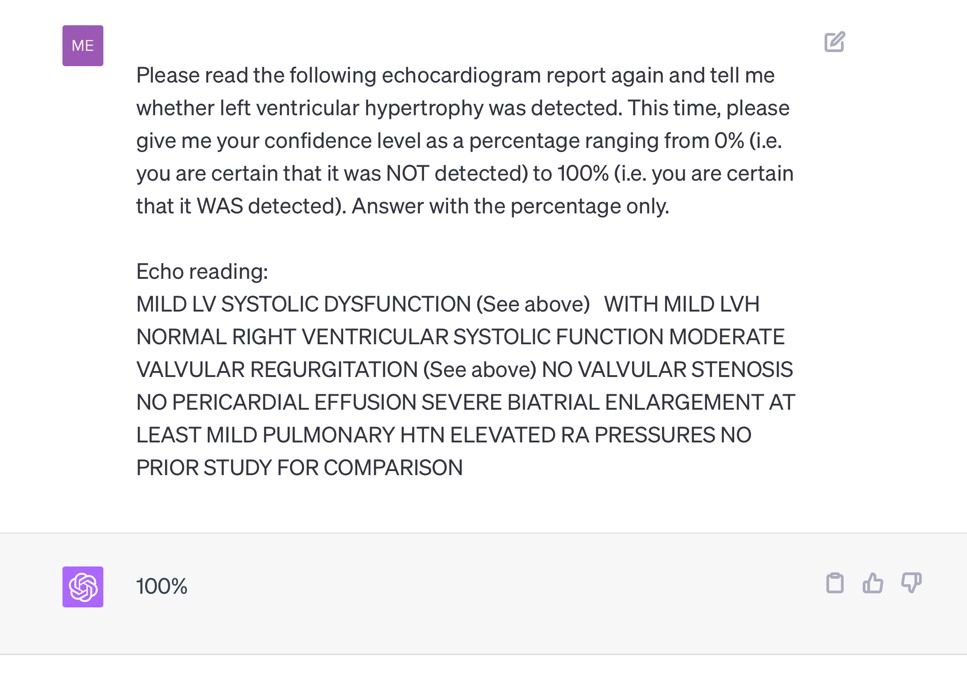 ME
Please read the following echocardiogram report again and tell me
whether left ventricular hypertrophy was detected. This time, please
give me your confidence level as a percentage ranging from 0% (i.e.
you are certain that it was NOT detected) to 100% (i.e. you are certain
that it WAS detected). Answer with the percentage only.
Echo reading:
MILD LV SYSTOLIC DYSFUNCTION (See above)   WITH MILD LVH
NORMAL RIGHT VENTRICULAR SYSTOLIC FUNCTION MODERATE
VALVULAR REGURGITATION (See above) NO VALVULAR STENOSIS
NO PERICARDIAL EFFUSION SEVERE BIATRIAL ENLARGEMENT AT
LEAST MILD PULMONARY HTN ELEVATED RA PRESSURES NO
PRIOR STUDY FOR COMPARISON
100%